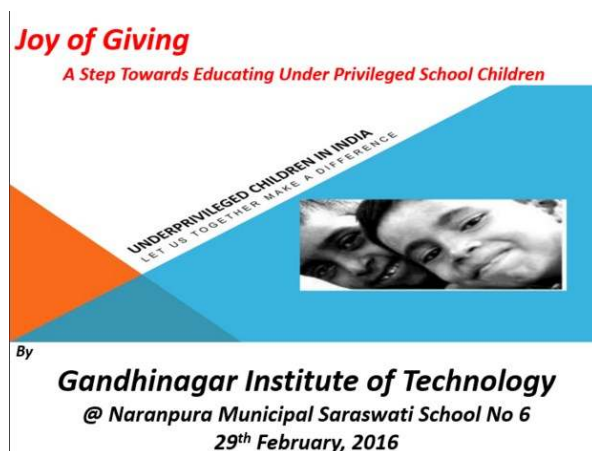 Joy of Giving
A Step Towards Educating Under Privileged School Children
UNDERPRIVILEGED CHILDREN IN INDIA
LET US TOGETHER MAKE A DIFFERENCE
By
Gandhinagar Institute of Technology
@ Naranpura Municipal Saraswati School No 6
29th February, 2016